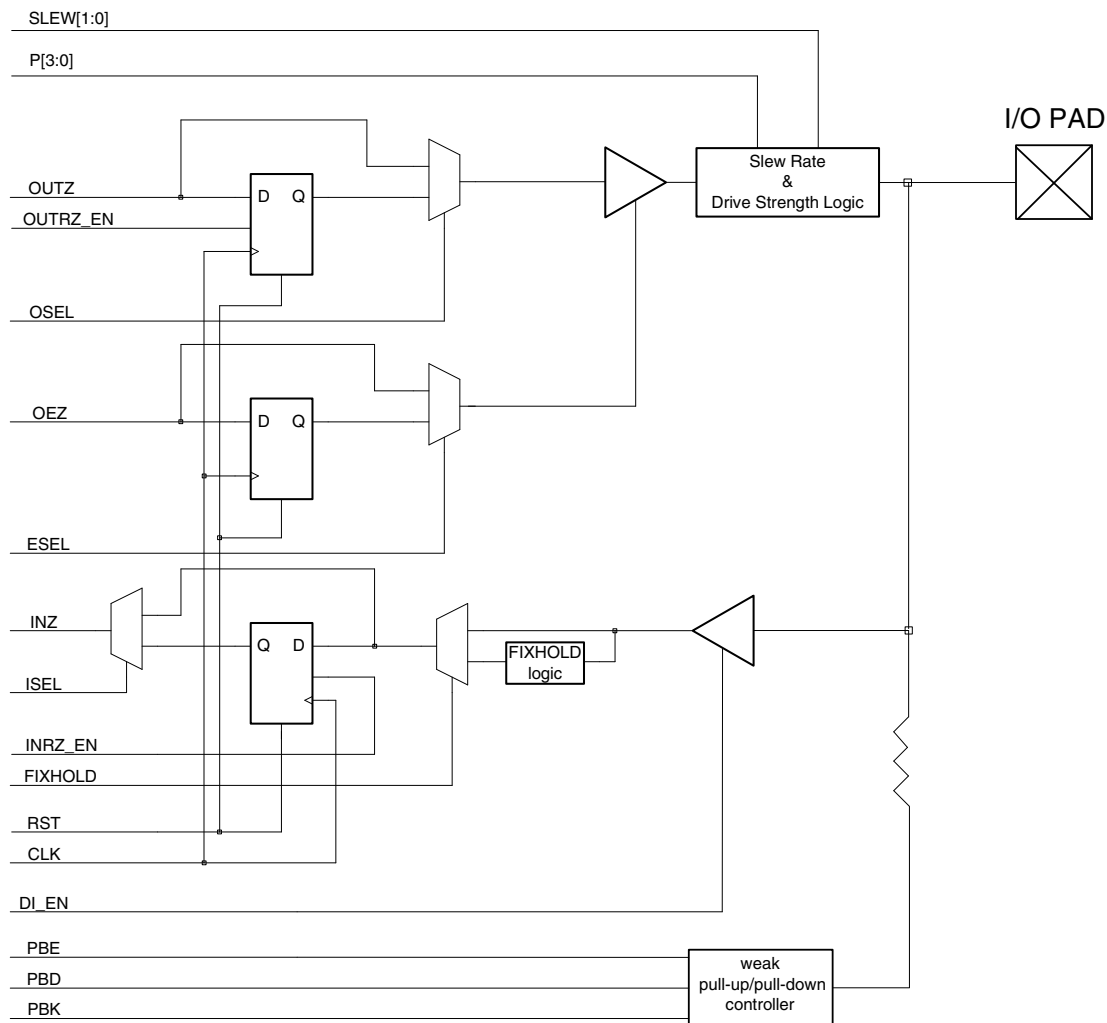 SLEW[1:0]
P[3:0]
I/O PAD
Slew Rate
&
Drive Strength Logic
OUTZ
D Q
OUTRZ_EN
OSEL
OEZ
D Q
ESEL
INZ
Q D
FIXHOLD
logic
ISEL
INRZ_EN
FIXHOLD
RST
CLK
DI_EN
PBE
PBD
PBK
weak
pull-up/pull-down
controller